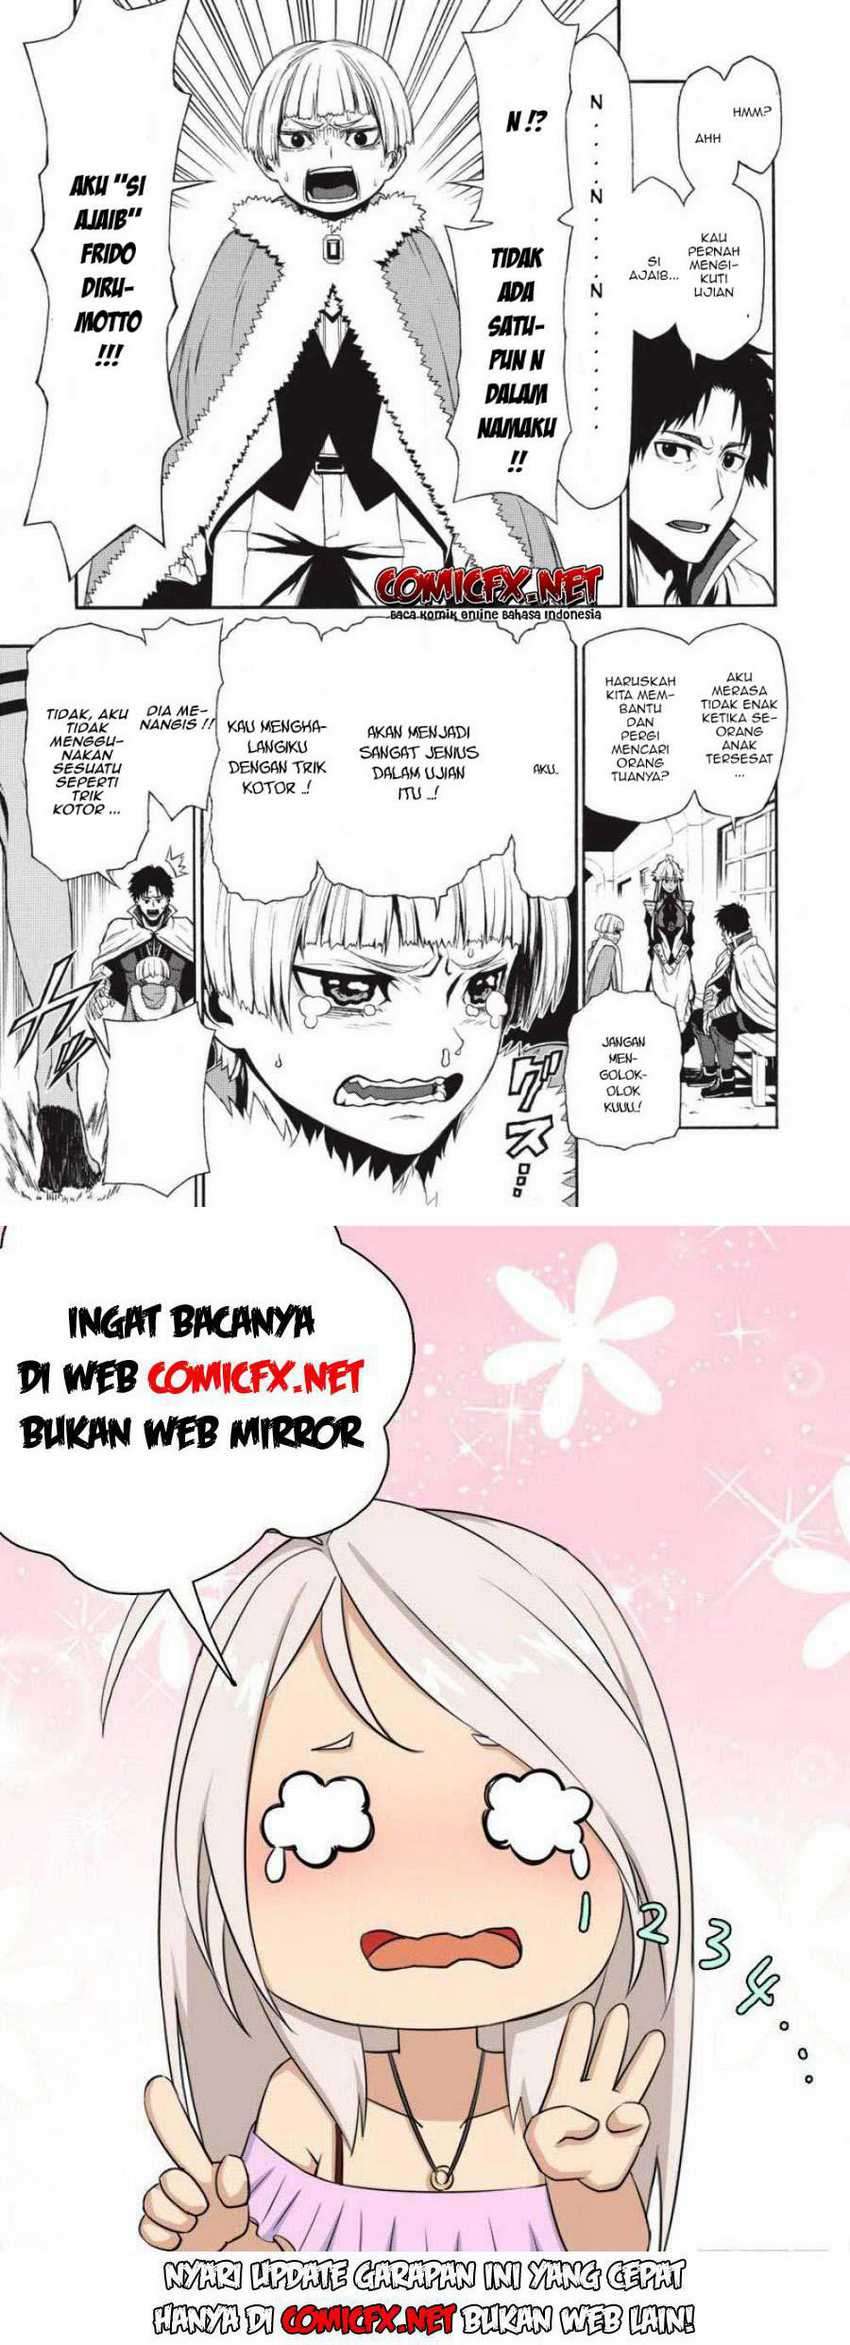 HMM?
AHH
KAU
PERNAH
MENGI-
KUTI
UJIAN
SI
AJAIB...
N.....N.....N........
N !?
TIDAK
ADA
SATU-
PUN N
DALAM
NAMAKU
!!
AKU "SI
AJAIB"
FRIDO
DIRU-
MOTTO
!!!
COMICFX.NET
Baca Komik Online Bahasa Indonesia
AKU
MERASA
TIDAK ENAK
KETIKA SE-
ORANG
ANAK
TERSESAT
...
HARUSKAH
KITA MEM-
BANTU
DAN
PERGI
MENCARI
ORANG
TUANYA?
JANGAN
MEN-
GOLOK-
OLOK
KUUU..!
AKU..
AKAN MENJADI
SANGAT JENIUS
DALAM UJIAN
ITU ..!
KAU MENGHA-
LANGIKU
DENGAN TRIK
KOTOR ..!
グス...
DIA ME-
NANGIS !!
TIDAK, AKU
TIDAK
MENGGU-
NAKAN
SESUATU
SEPERTI
TRIK
KOTOR ...
INGAT BACANYA
DI WEB COMICFX.NET
BUKAN WEB MIRROR
1 2 3 4 .....
NYARI UPDATE GARAPAN INI YANG CEPAT
HANYA DI COMICFX.NET BUKAN WEB LAIN!